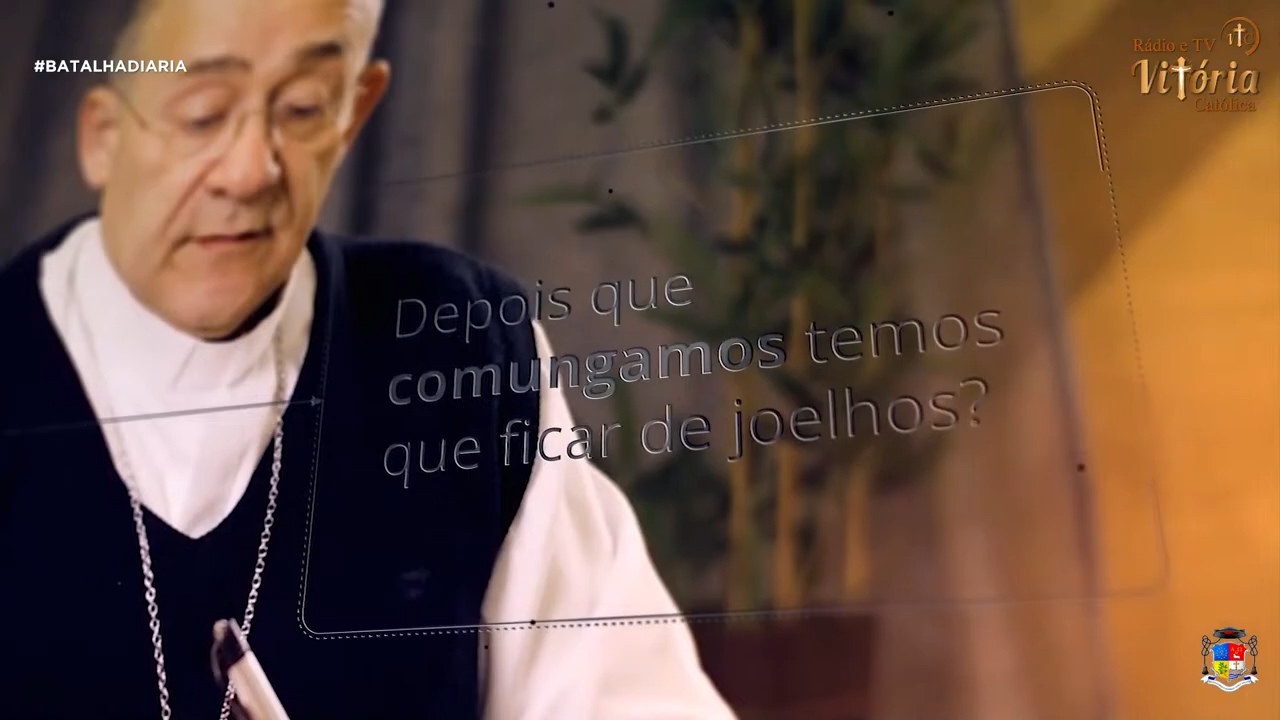 #BATALHADIARIA
Rádio e TV
Vitória
Católica
Depois que
comungamos temos
que ficar de joelhos?